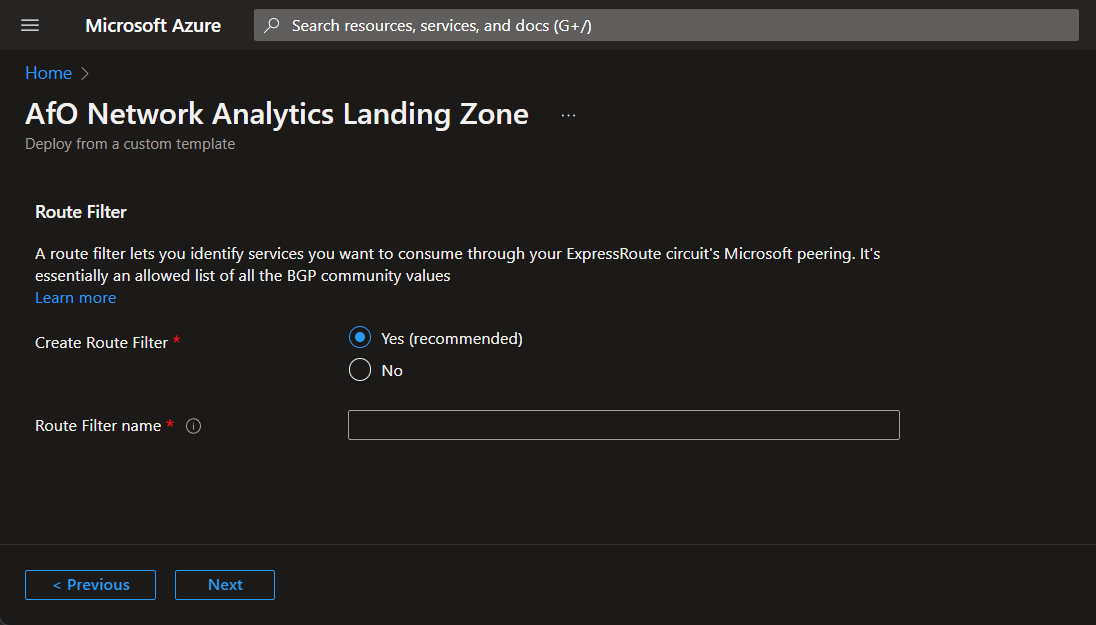 Microsoft Azure
Search resources, services, and docs (G+/)
Home >
AfO Network Analytics Landing Zone ...
Deploy from a custom template
Route Filter
A route filter lets you identify services you want to consume through your ExpressRoute circuit's Microsoft peering. It's
essentially an allowed list of all the BGP community values
Learn more
Create Route Filter *
Yes (recommended)
No
Route Filter name *
< Previous
Next